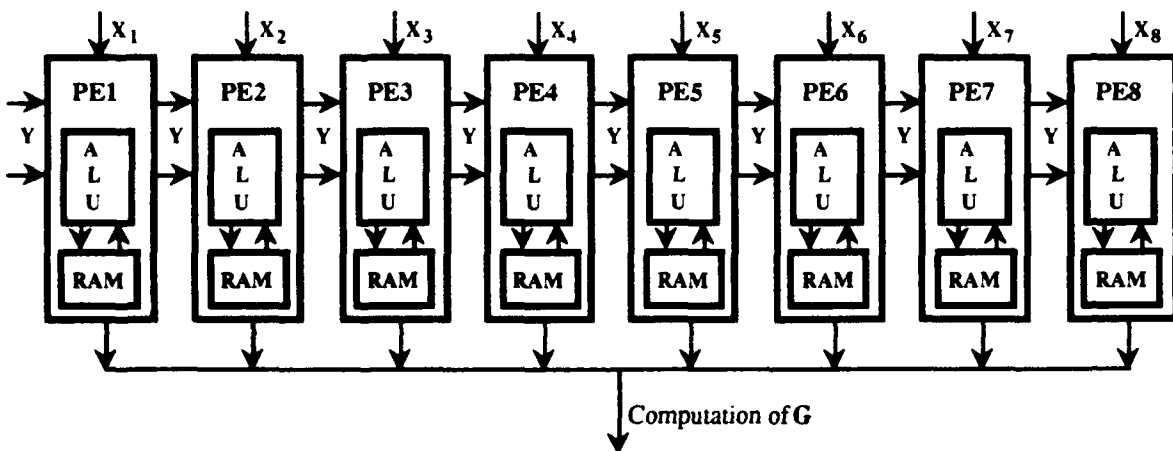 X1 X2 X3 X4 X5 X6 X7 X8
PE1 PE2 PE3 PE4 PE5 PE6 PE7 PE8
Y Y Y Y Y Y Y Y
A A A A A A A A
L L L L L L L L
U U U U U U U U
RAM RAM RAM RAM RAM RAM RAM RAM
Computation of G